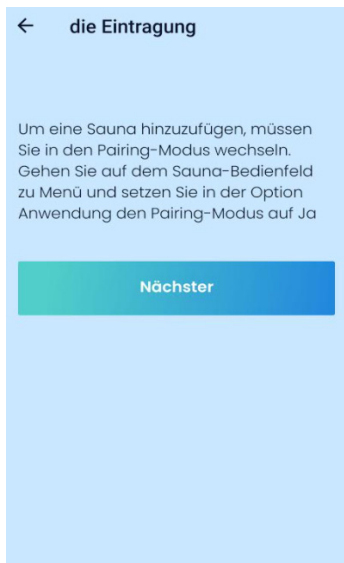 die Eintragung
Um eine Sauna hinzuzufügen, müssen
Sie in den Pairing-Modus wechseln.
Gehen Sie auf dem Sauna-Bedienfeld
zu Menü und setzen Sie in der Option
Anwendung den Pairing-Modus auf Ja
Nächster